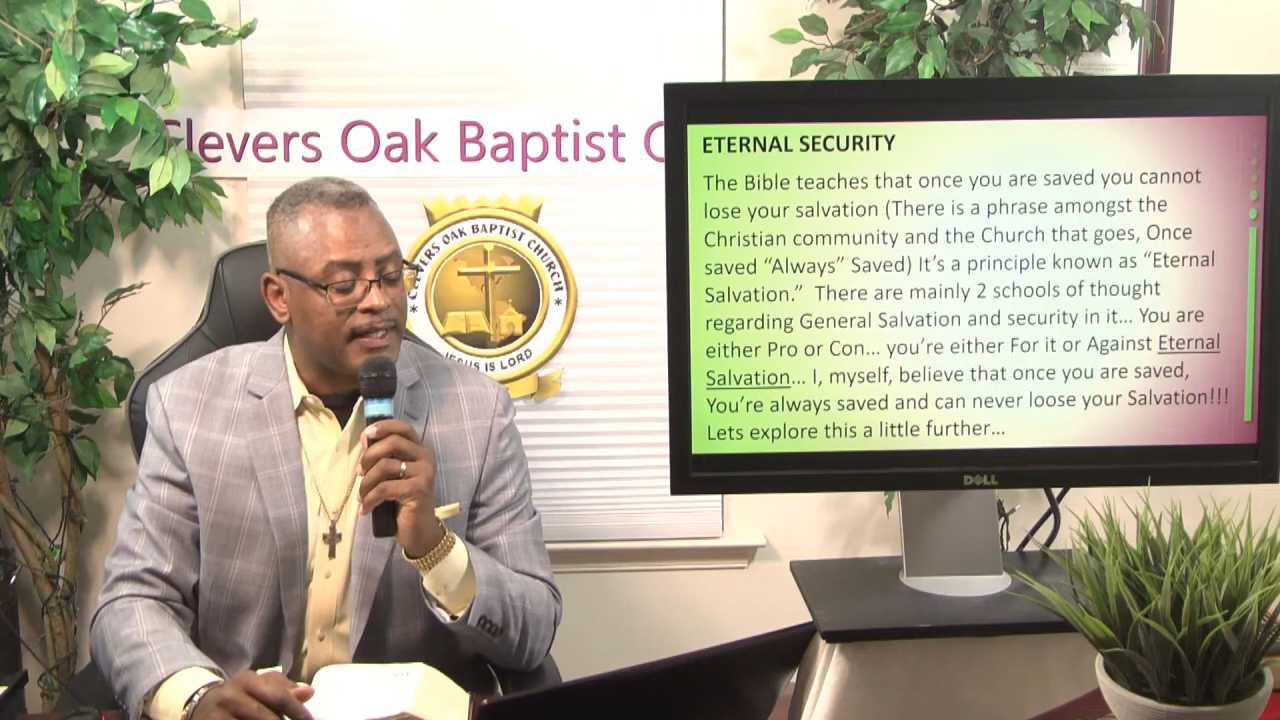 Clevers Oak Baptist C
CLEVERS OAK BAPTIST CHURCH
JESUS IS LORD
ETERNAL SECURITY
The Bible teaches that once you are saved you cannot
lose your salvation (There is a phrase amongst the
Christian community and the Church that goes, Once
saved “Always” Saved) It’s a principle known as “Eternal
Salvation.” There are mainly 2 schools of thought
regarding General Salvation and security in it... You are
either Pro or Con... you’re either For it or Against Eternal
Salvation... I, myself, believe that once you are saved,
You’re always saved and can never loose your Salvation!!!
Lets explore this a little further...
DELL